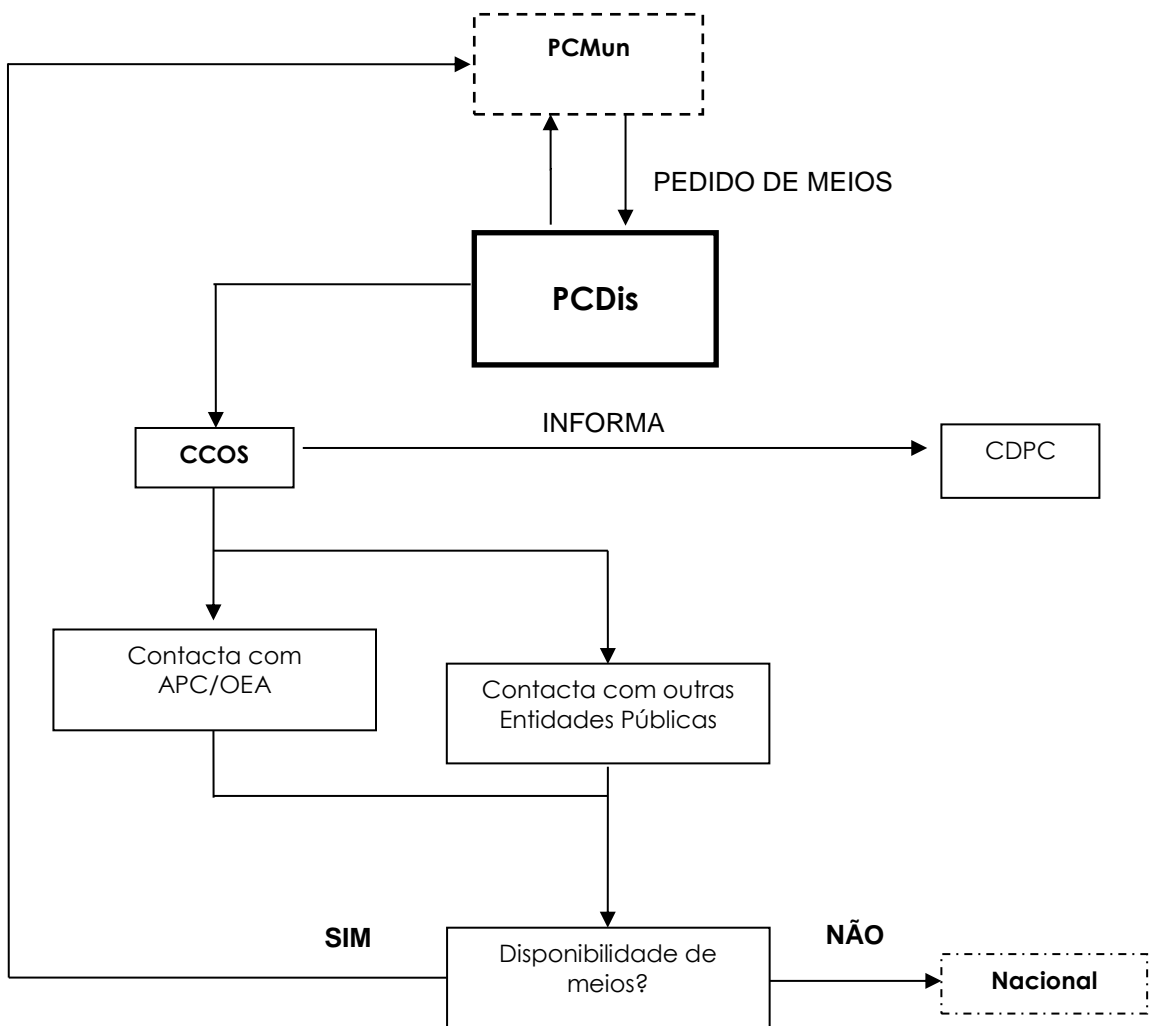 PCMun
PEDIDO DE MEIOS
PCDis
INFORMA
CCOS
CDPC
Contacta com
APC/OEA
Contacta com outras
Entidades Públicas
SIM
NÃO
Disponibilidade de
meios?
Nacional